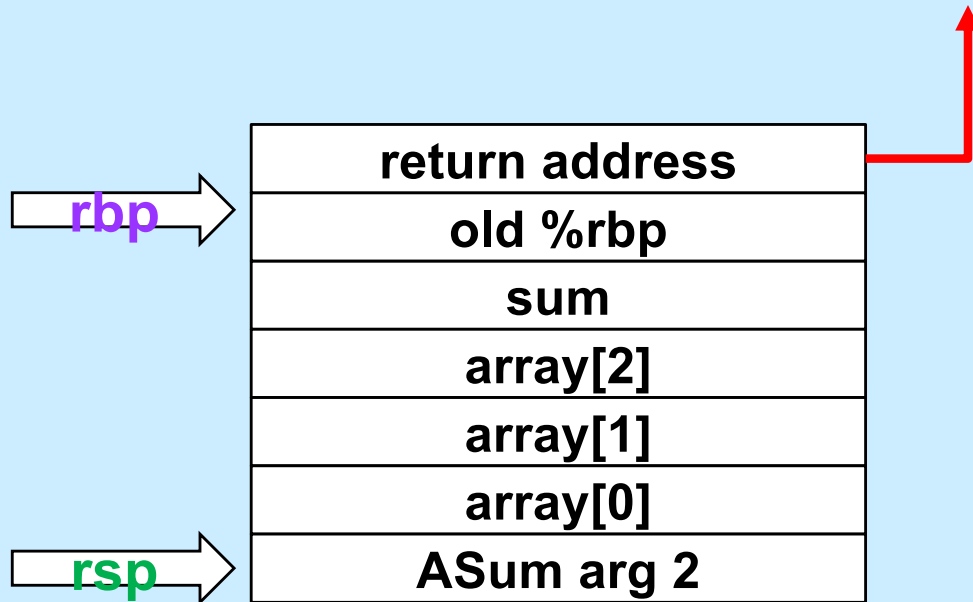 return address
rbp
old %rbp
sum
array[2]
array[1]
array[0]
rsp
ASum arg 2